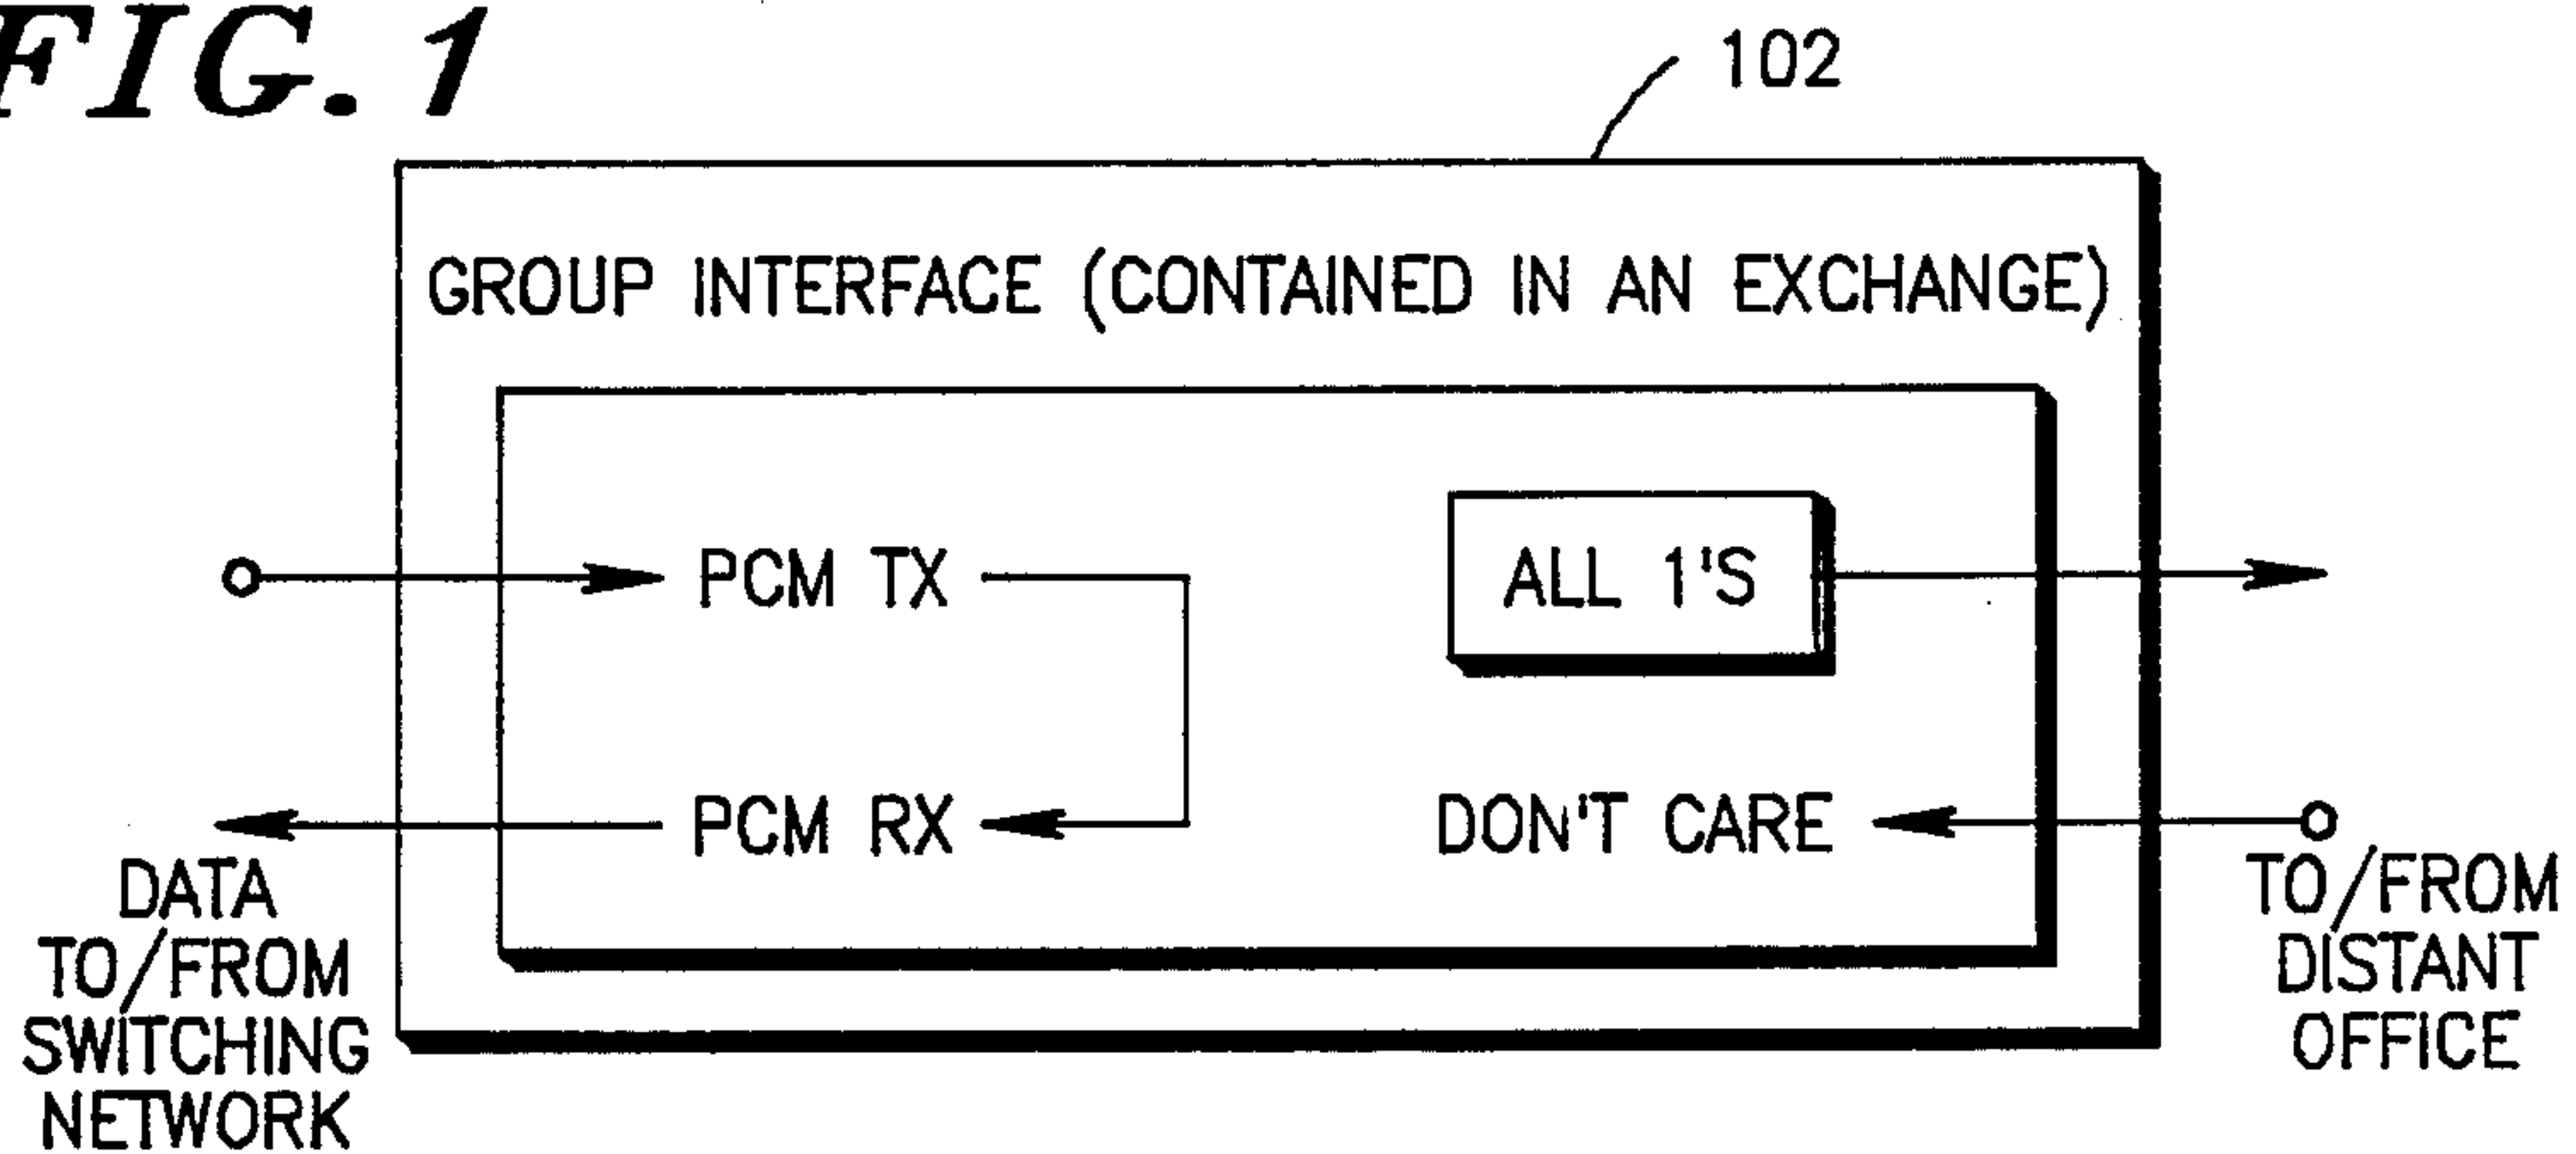 FIG. 1
102
GROUP INTERFACE (CONTAINED IN AN EXCHANGE)
PCM TX
ALL 1'S
PCM RX
DON'T CARE
DATA
TO/FROM
SWITCHING
NETWORK
TO/FROM
DISTANT
OFFICE